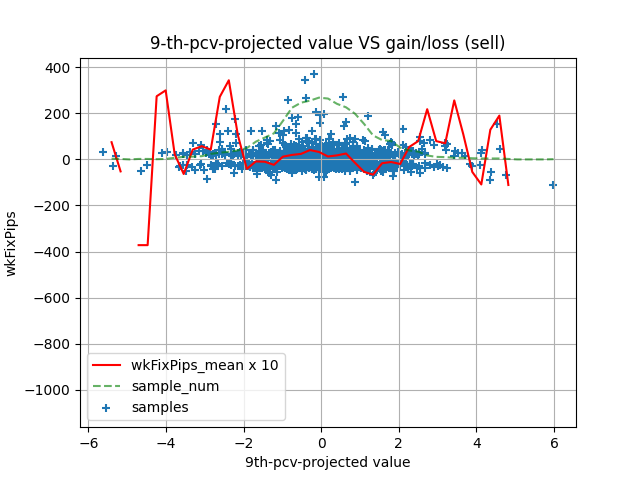 9-th-pcv-projected value VS gain/loss (sell)
400
200
0
−200
−400
−600
−800
−1000
wkFixPips
wkFixPips_mean x 10
sample_num
samples
−6
−4
−2
0
2
4
6
9th-pcv-projected value